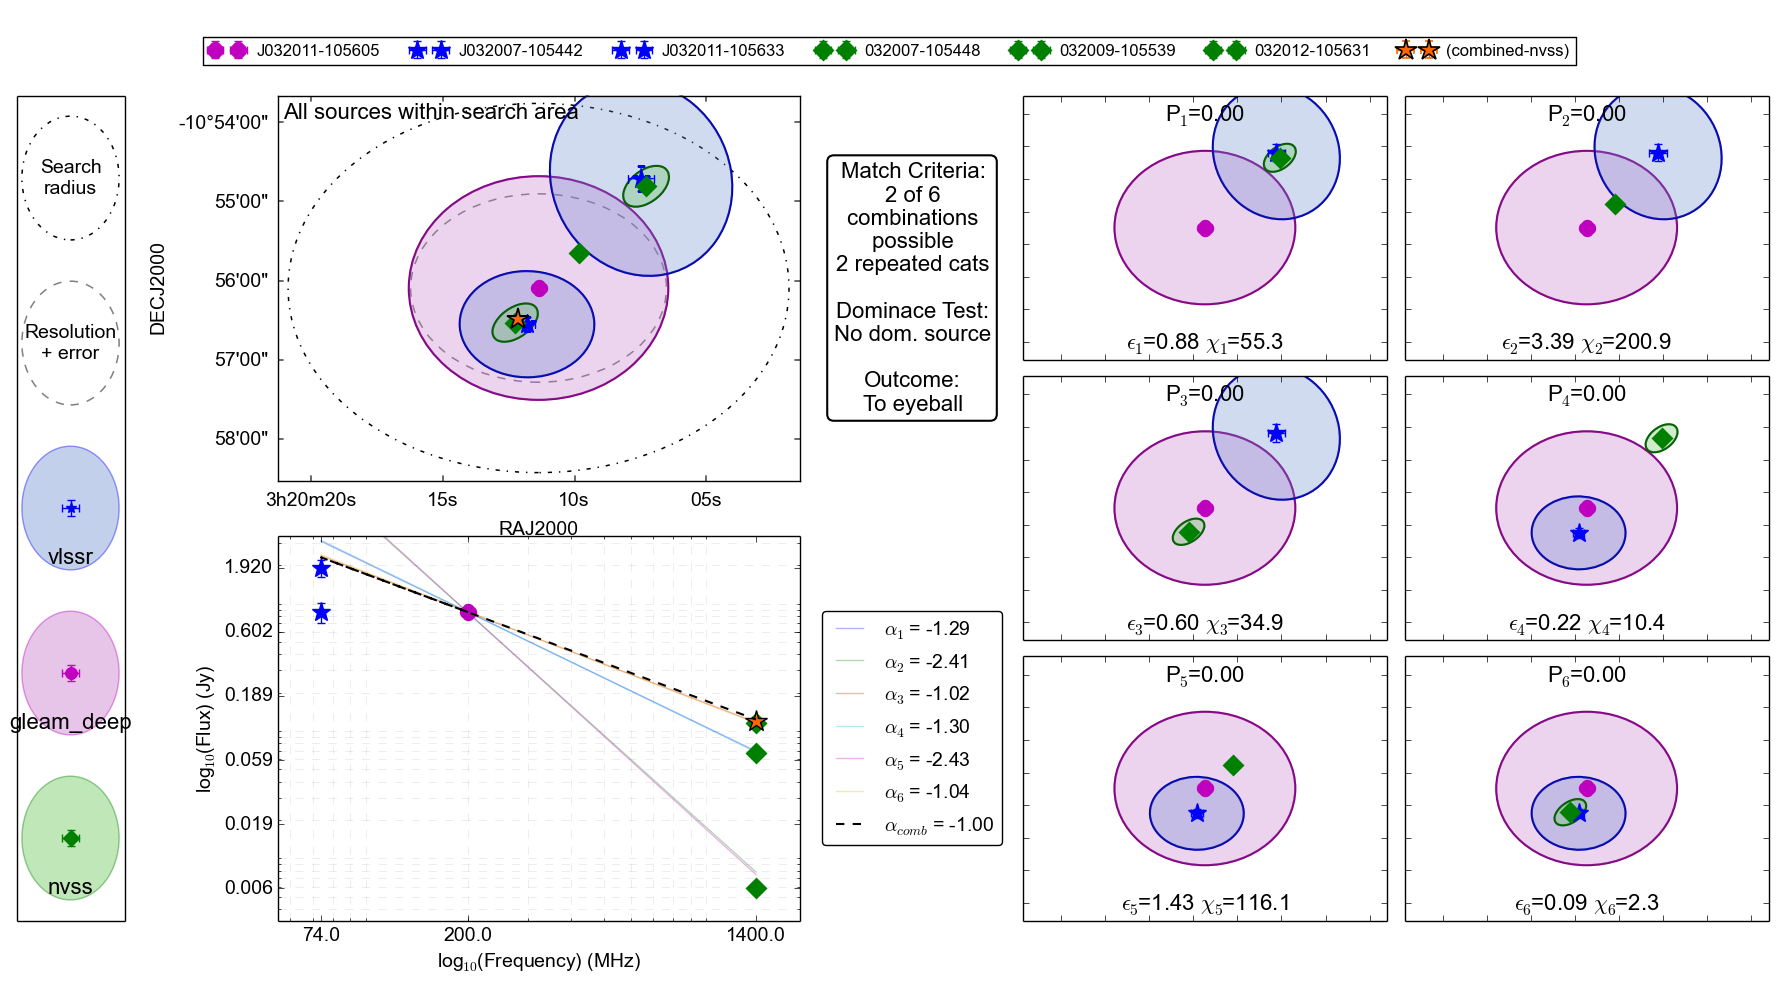 J032011-105605 J032007-105442 J032011-105633 032007-105448 032009-105539 032012-105631 (combined-nvss)
Search
radius
Resolution
+ error
vlssr
gleam_deep
nvss
All sources within search area
DECJ2000
-10°54'00"
55'00"
56'00"
57'00"
58'00"
3h20m20s 15s 10s 05s
RAJ2000
Match Criteria:
2 of 6
combinations
possible
2 repeated cats
Dominace Test:
No dom. source
Outcome:
To eyeball
log₁₀(Flux) (Jy)
1.920
0.602
0.189
0.059
0.019
0.006
74.0 200.0 1400.0
log₁₀(Frequency) (MHz)
α₁ = -1.29
α₂ = -2.41
α₃ = -1.02
α₄ = -1.30
α₅ = -2.43
α₆ = -1.04
α_comb = -1.00
P₁=0.00
ϵ₁=0.88 χ₁=55.3
P₂=0.00
ϵ₂=3.39 χ₂=200.9
P₃=0.00
ϵ₃=0.60 χ₃=34.9
P₄=0.00
ϵ₄=0.22 χ₄=10.4
P₅=0.00
ϵ₅=1.43 χ₅=116.1
P₆=0.00
ϵ₆=0.09 χ₆=2.3